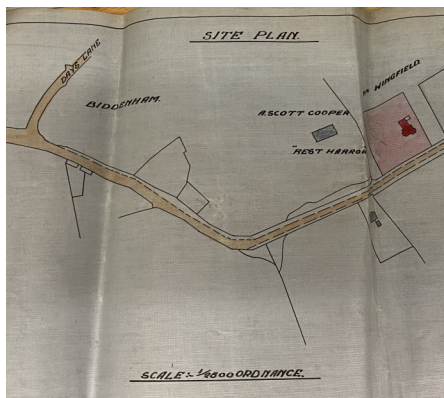 SITE PLAN.
DAYS LANE
BIDDENHAM.
WINGFIELD
A. SCOTT COOPER
"REST HARROW
SCALE:- 1/2500 ORDNANCE.